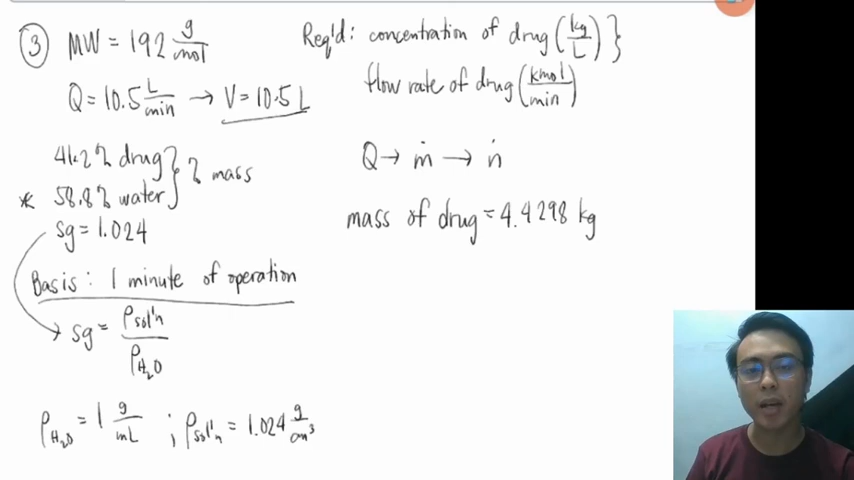 ③ MW = 192 g/mol
Q = 10.5 L/min → V = 10.5 L
41.2% drug } % mass
* 58.8% water
sg = 1.024
Basis: 1 minute of operation
→ sg = ρsol'n / ρH₂O
ρH₂O = 1 g/mL ; ρsol'n = 1.024 g/cm³
Req'd: concentration of drug (kg/L) }
flow rate of drug (kmol/min)
Q → ṁ → ṅ
mass of drug = 4.4298 kg